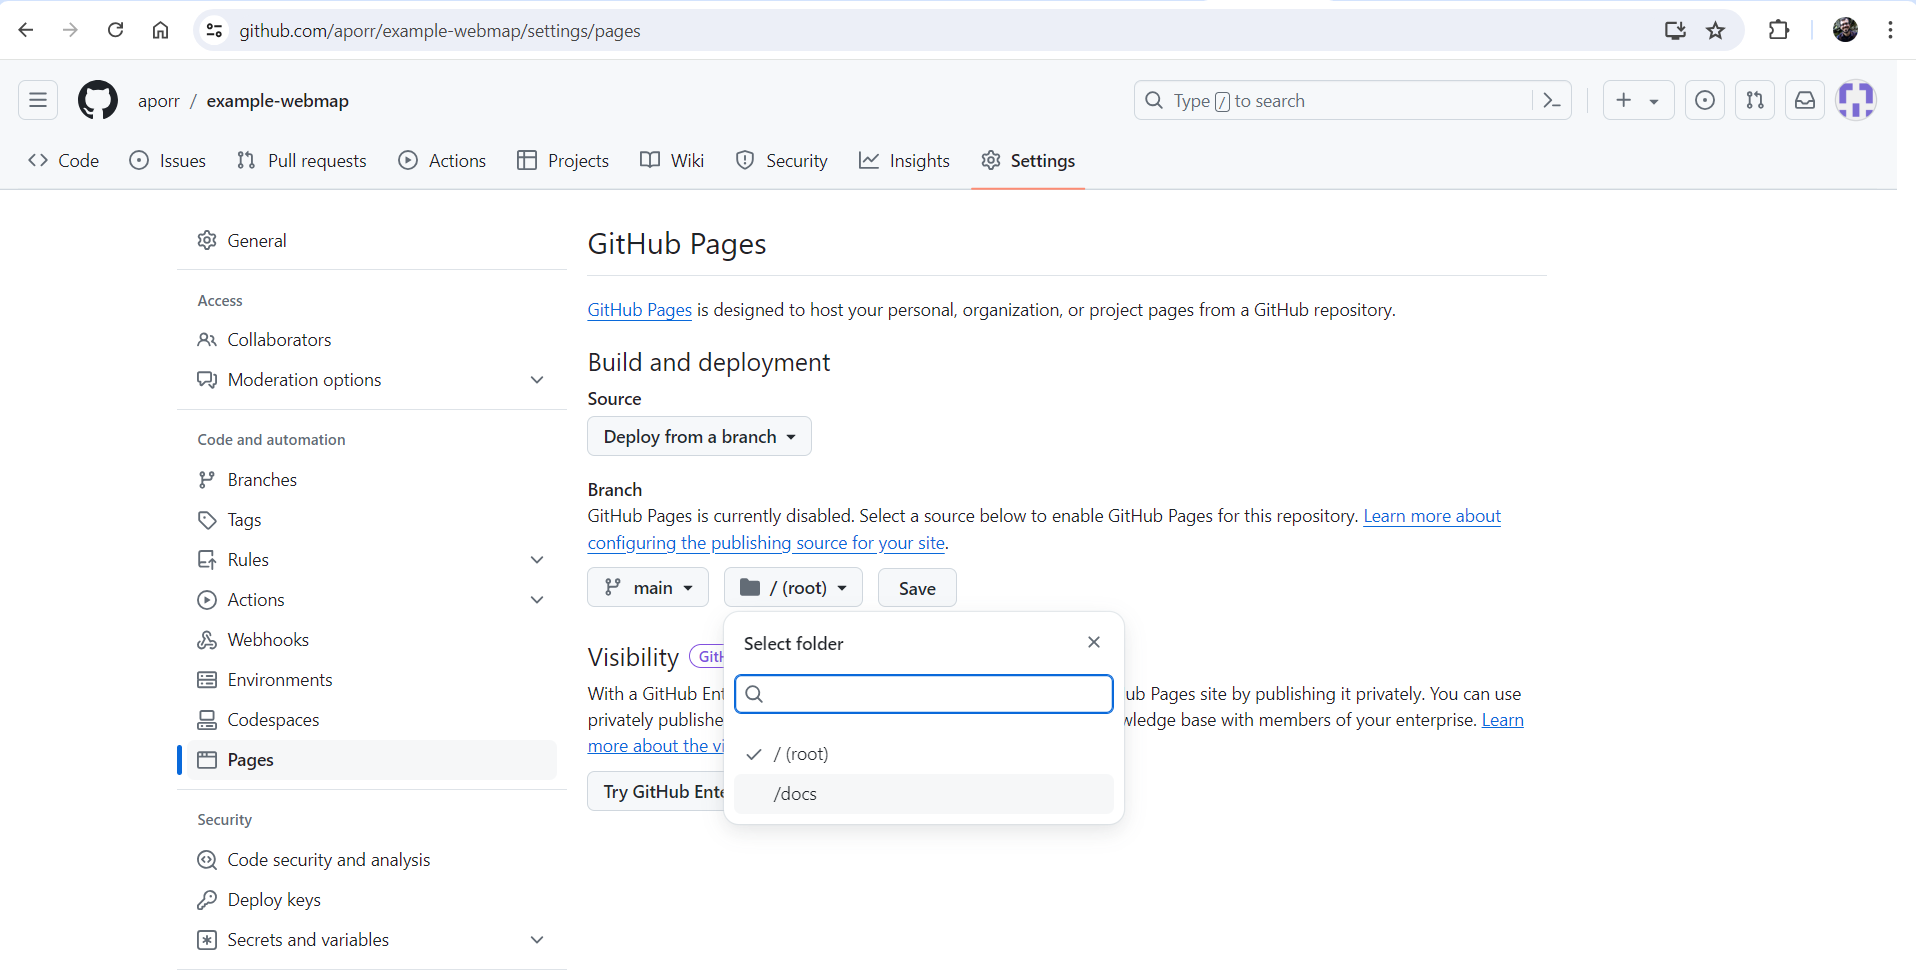 github.com/aporr/example-webmap/settings/pages
aporr / example-webmap
Type / to search
Code Issues Pull requests Actions Projects Wiki Security Insights Settings
General
Access
Collaborators
Moderation options
Code and automation
Branches
Tags
Rules
Actions
Webhooks
Environments
Codespaces
Pages
Security
Code security and analysis
Deploy keys
Secrets and variables
GitHub Pages
GitHub Pages is designed to host your personal, organization, or project pages from a GitHub repository.
Build and deployment
Source
Deploy from a branch
Branch
GitHub Pages is currently disabled. Select a source below to enable GitHub Pages for this repository. Learn more about
configuring the publishing source for your site.
main / (root) Save
Select folder
/ (root)
/docs
Visibility GitH
With a GitHub Ent ub Pages site by publishing it privately. You can use
privately publishe wledge base with members of your enterprise. Learn
more about the vi
Try GitHub Ente